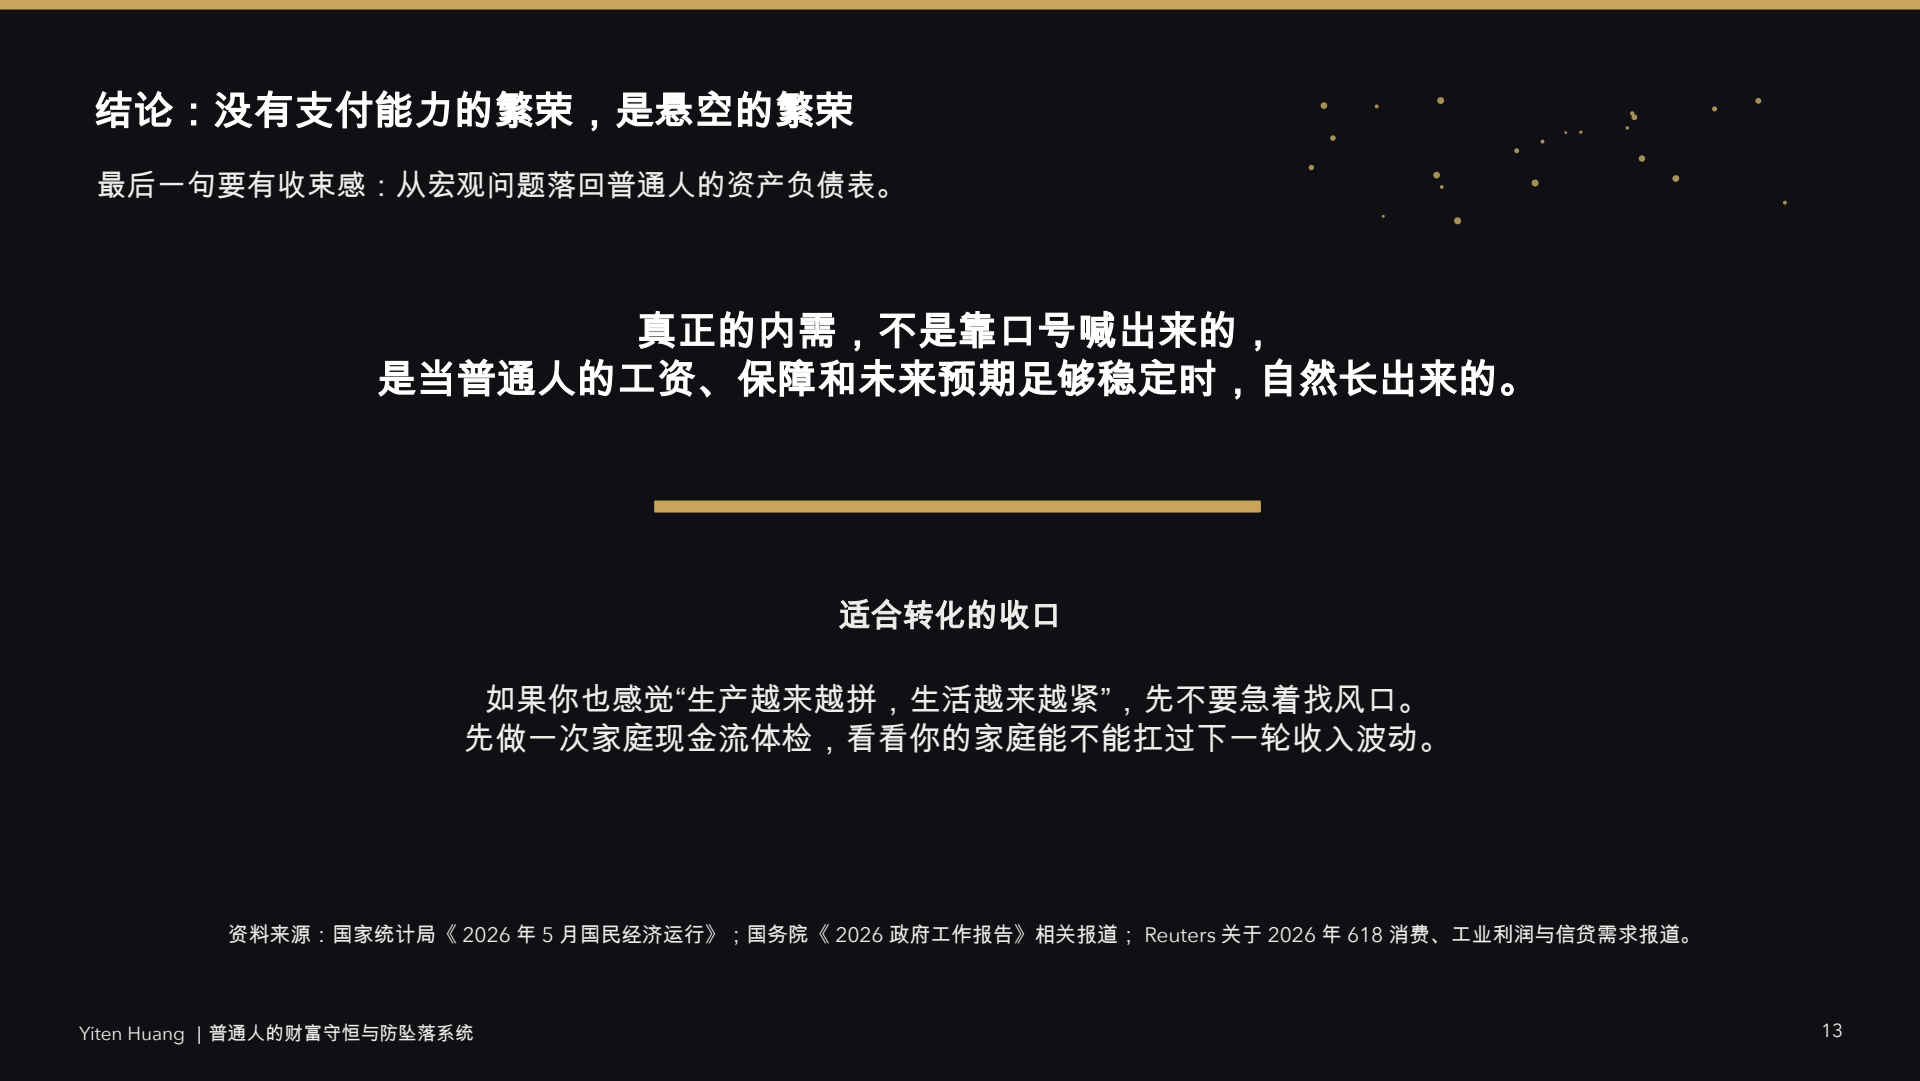 结论：没有支付能力的繁荣，是悬空的繁荣
最后一句要有收束感：从宏观问题落回普通人的资产负债表。
真正的内需，不是靠口号喊出来的，
是当普通人的工资、保障和未来预期足够稳定时，自然长出来的。
适合转化的收口
如果你也感觉“生产越来越拼，生活越来越紧”，先不要急着找风口。
先做一次家庭现金流体检，看看你的家庭能不能扛过下一轮收入波动。
资料来源：国家统计局《2026 年 5 月国民经济运行》；国务院《2026 政府工作报告》相关报道；Reuters 关于 2026 年 618 消费、工业利润与信贷需求报道。
Yiten Huang ｜普通人的财富守恒与防坠落系统
13